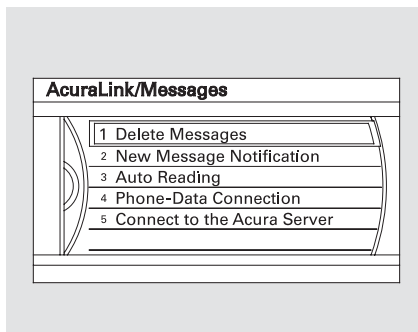 AcuraLink/Messages
1 Delete Messages
2 New Message Notification
3 Auto Reading
4 Phone-Data Connection
5 Connect to the Acura Server